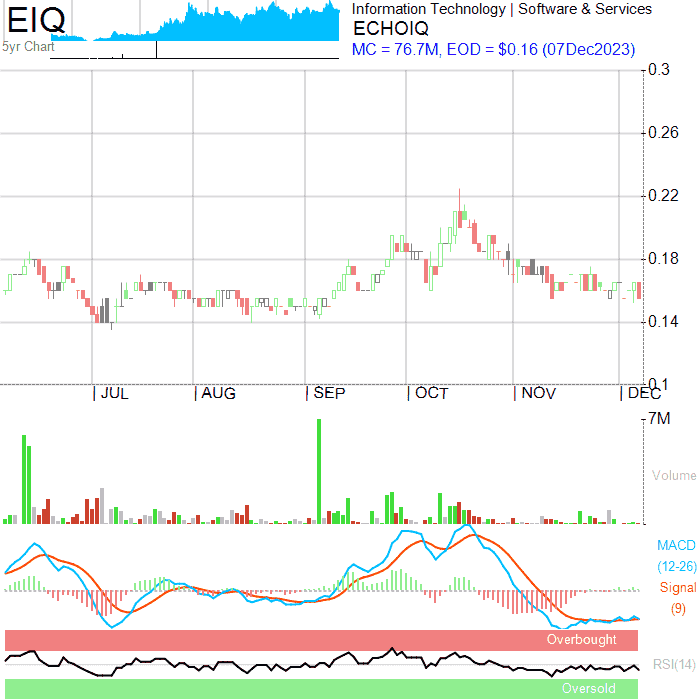 EIQ
5yr Chart
Information Technology | Software & Services
ECHOIQ
MC = 76.7M, EOD = $0.16 (07Dec2023)
0.3
0.26
0.22
0.18
0.14
0.1
JUL AUG SEP OCT NOV DEC
7M
Volume
MACD
(12-26)
Signal
(9)
Overbought
RSI(14)
Oversold